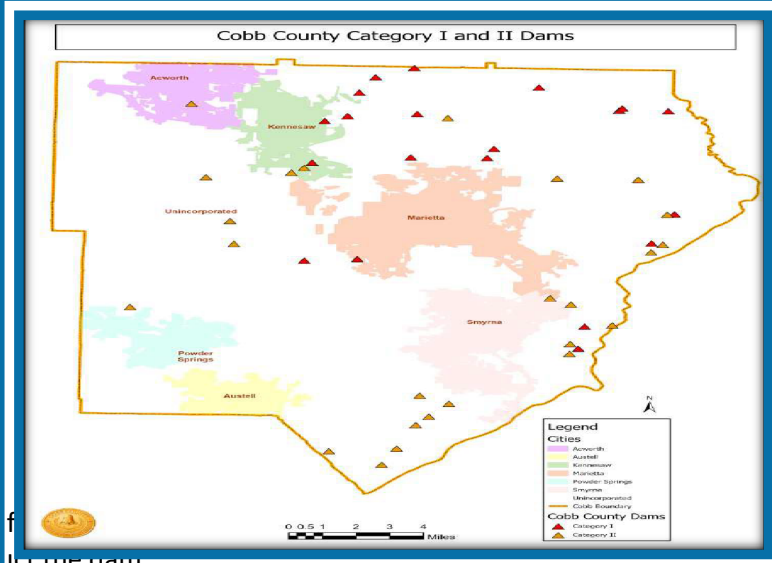 Cobb County Category I and II Dams
Acworth
Kennesaw
Unincorporated
Marietta
Smyrna
Powder
Springs
Austell
N
Legend
Cities
Acworth
Austell
Kennesaw
Marietta
Powder Springs
Smyrna
Unincorporated
Cobb Boundary
Cobb County Dams
Category I
Category II
0 0.5 1 2 3 4
Miles
f